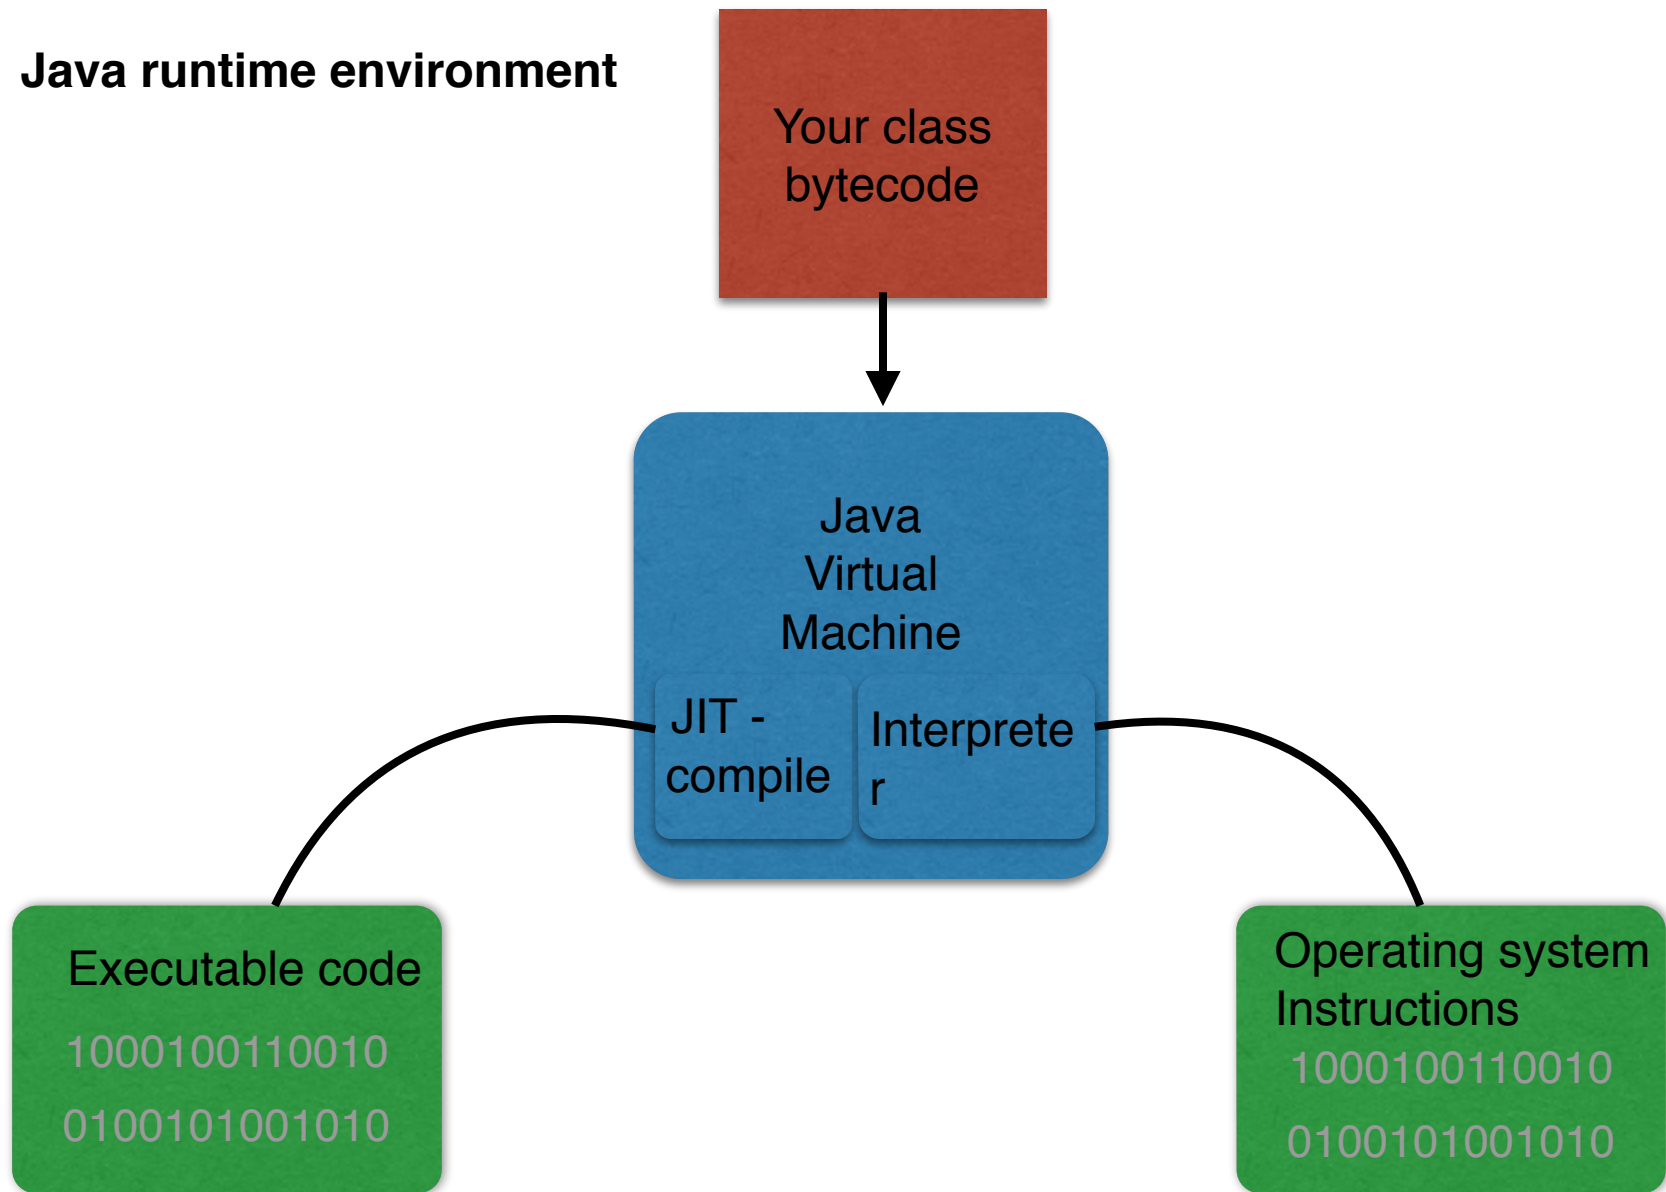 Java runtime environment
Your class
bytecode
Java
Virtual
Machine
JIT -
compile
Interprete
r
Executable code
1000100110010
0100101001010
Operating system
Instructions
1000100110010
0100101001010